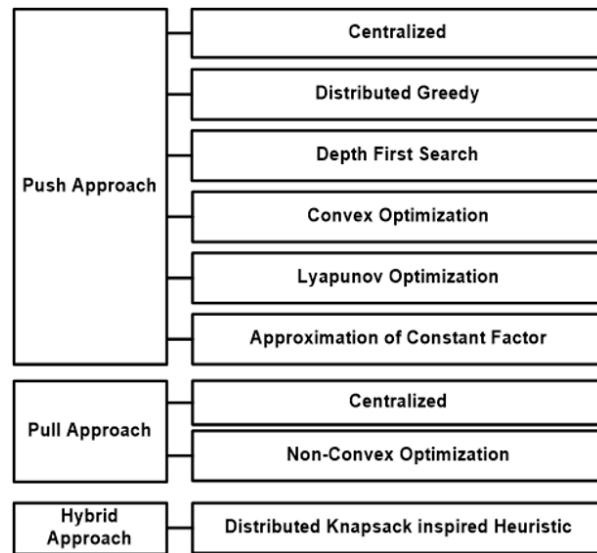 Push Approach
Centralized
Distributed Greedy
Depth First Search
Convex Optimization
Lyapunov Optimization
Approximation of Constant Factor
Pull Approach
Centralized
Non-Convex Optimization
Hybrid
Approach
Distributed Knapsack inspired Heuristic